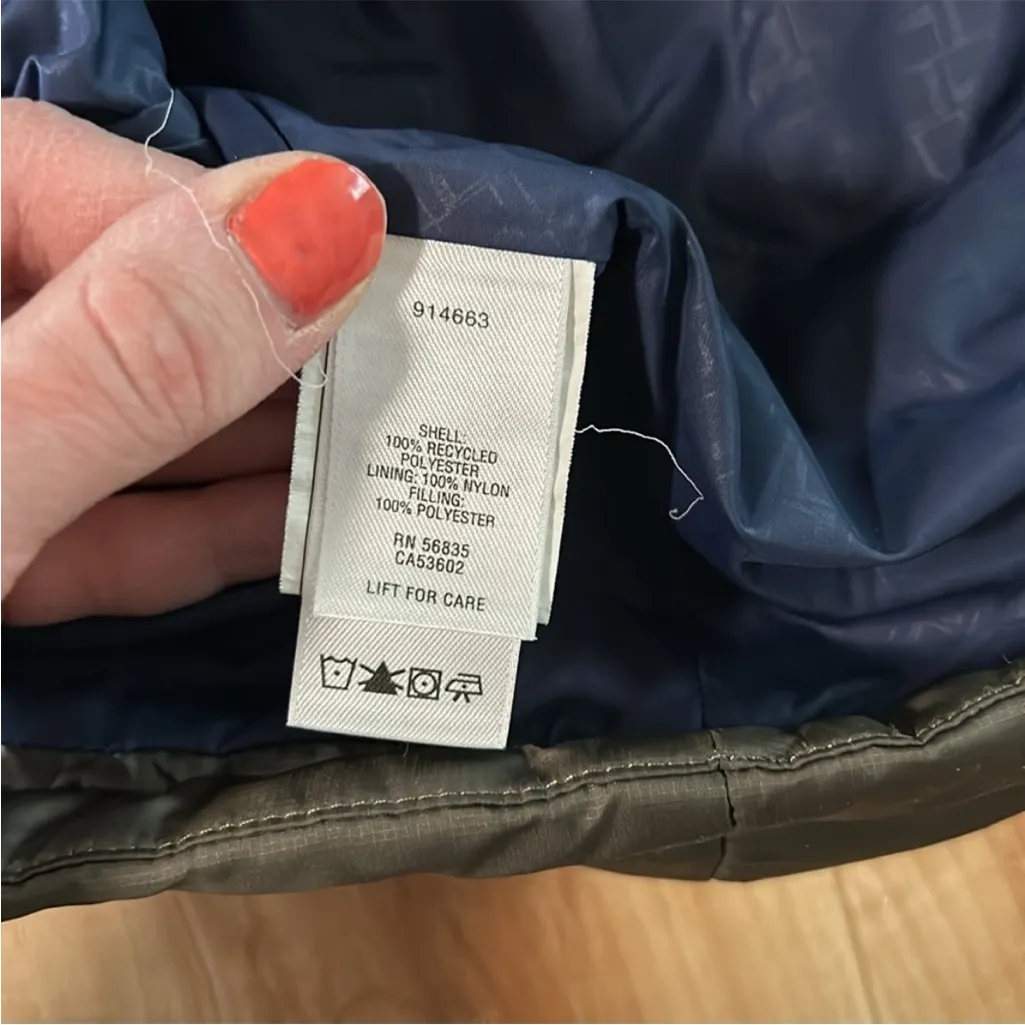 914663
SHELL:
100% RECYCLED
POLYESTER
LINING: 100% NYLON
FILLING:
100% POLYESTER
RN 56835
CA53602
LIFT FOR CARE